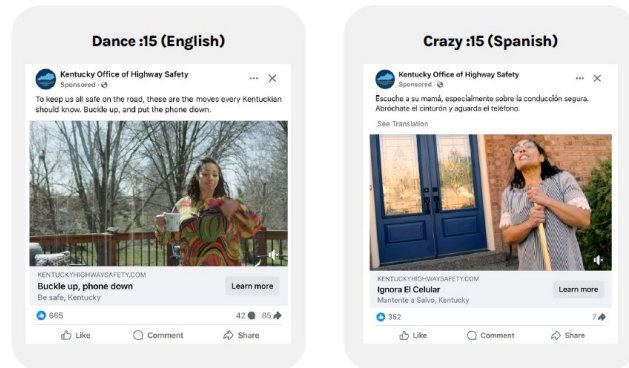 Dance :15 (English)
Kentucky Office of Highway Safety
Sponsored ·
To keep us all safe on the road, these are the moves every Kentuckian
should know. Buckle up, and put the phone down.
KENTUCKYHIGHWAYSAFETY.COM
Buckle up, phone down
Be safe, Kentucky
Learn more
665
42
85
Like
Comment
Share
Crazy :15 (Spanish)
Kentucky Office of Highway Safety
Sponsored ·
Escuche a su mamá, especialmente sobre la conducción segura.
Abróchate el cinturón y aguarda el teléfono.
See Translation
KENTUCKYHIGHWAYSAFETY.COM
Ignora El Celular
Mantente a Salvo, Kentucky
Learn more
352
7
Like
Comment
Share